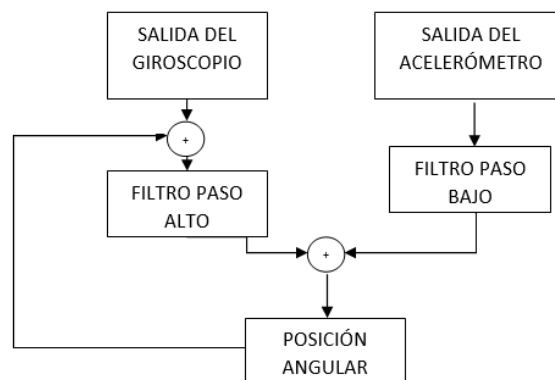 SALIDA DEL
GIROSCOPIO
SALIDA DEL
ACELERÓMETRO
+
FILTRO PASO
ALTO
FILTRO PASO
BAJO
+
POSICIÓN
ANGULAR